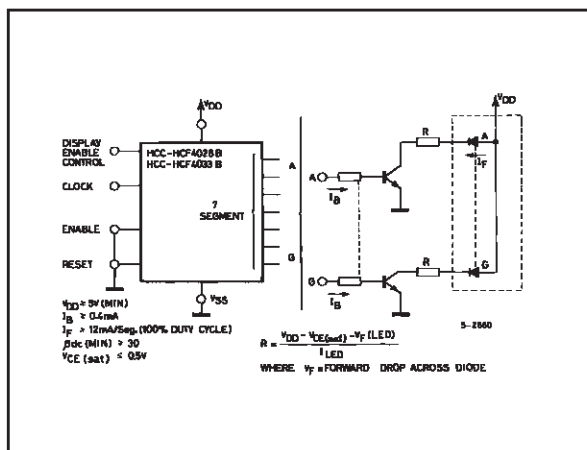 VDD
DISPLAY
ENABLE
CONTROL
CLOCK
ENABLE
RESET
HCC-HCF4026B
HCC-HCF4033B
7
SEGMENT
A
G
VSS
A
IB
R
A
IF
VDD
G
IB
R
G
S-2660
VDD ≥ 5V (MIN)
IB ≥ 0.4mA
IF > 12mA/Seg. (100% DUTY CYCLE)
βdc (MIN) > 30
VCE (sat) ≤ 0.5V
R = VDD - VCE(sat) - VF (LED)
I LED
WHERE VF = FORWARD DROP ACROSS DIODE